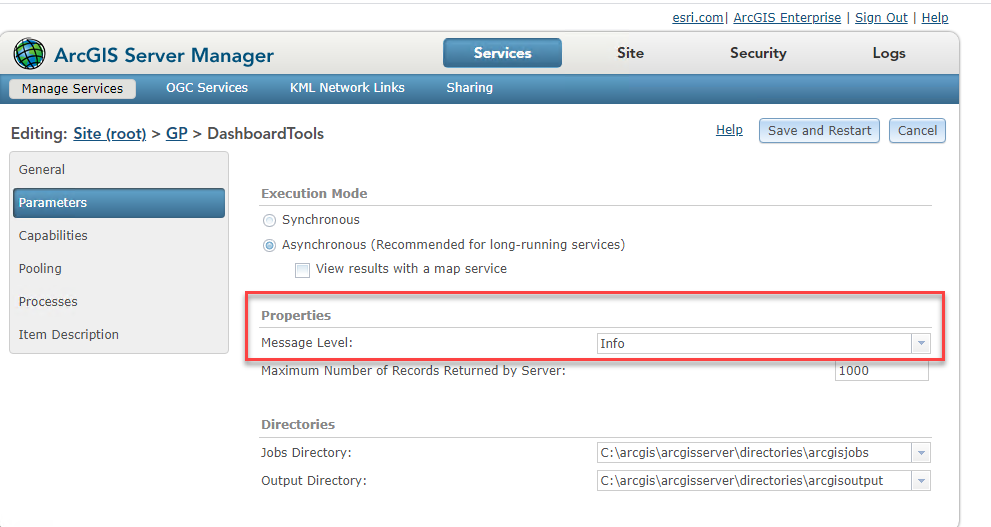 esri.com | ArcGIS Enterprise | Sign Out | Help
ArcGIS Server Manager Services Site Security Logs
Manage Services OGC Services KML Network Links Sharing
Editing: Site (root) > GP > DashboardTools Help Save and Restart Cancel
General
Parameters
Capabilities
Pooling
Processes
Item Description
Execution Mode
Synchronous
Asynchronous (Recommended for long-running services)
View results with a map service
Properties
Message Level: Info
Maximum Number of Records Returned by Server: 1000
Directories
Jobs Directory: C:\arcgis\arcgisserver\directories\arcgisjobs
Output Directory: C:\arcgis\arcgisserver\directories\arcgisoutput